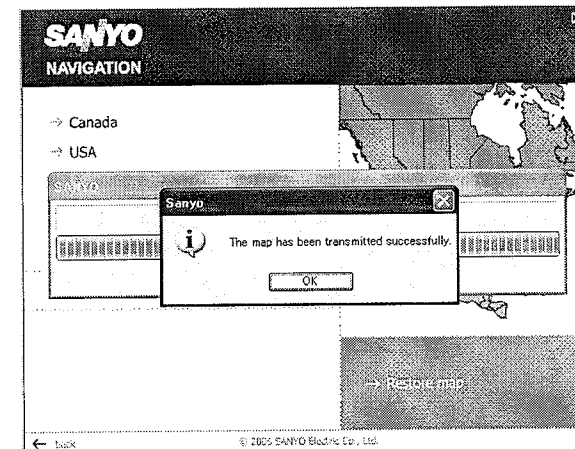 SANYO
NAVIGATION
→ Canada
→ USA
SANYO
Sanyo
The map has been transmitted successfully.
OK
→ Restore map
← back
© 2005 SANYO Electric Co., Ltd.